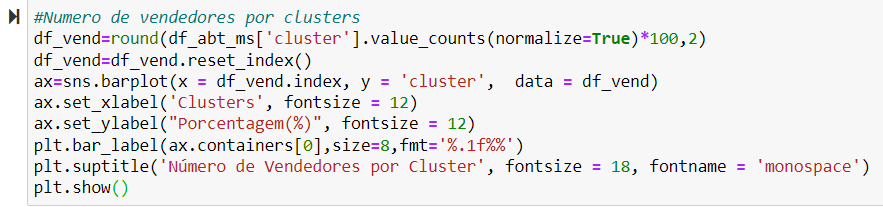 #Numero de vendedores por clusters
df_vend=round(df_abt_ms['cluster'].value_counts(normalize=True)*100,2)
df_vend=df_vend.reset_index()
ax=sns.barplot(x = df_vend.index, y = 'cluster',  data = df_vend)
ax.set_xlabel('Clusters', fontsize = 12)
ax.set_ylabel("Porcentagem(%)", fontsize = 12)
plt.bar_label(ax.containers[0],size=8,fmt='%.1f%%')
plt.suptitle('Número de Vendedores por Cluster', fontsize = 18, fontname = 'monospace')
plt.show()